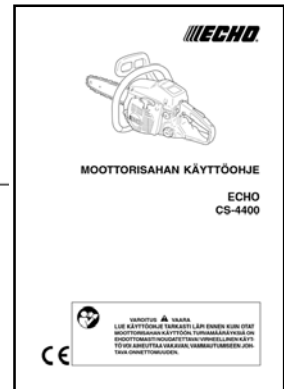 ECHO.
MOOTTORISAHAN KÄYTTÖOHJE
ECHO
CS-4400
VAROITUS VAARA
LUE KÄYTTÖOHJE TARKASTI LÄPI ENNEN KUIN OTAT
MOOTTORISAHAN KÄYTTÖÖN. TURVAMÄÄRÄYKSIÄ ON
EHDOTTOMASTI NOUDATETTAVA! VIRHEELLINEN KÄYT-
TÖ VOI AIHEUTTAA VAKAVAN, VAMMAUTUMISEEN JOH-
TAVA ONNETTOMUUDEN.
CE